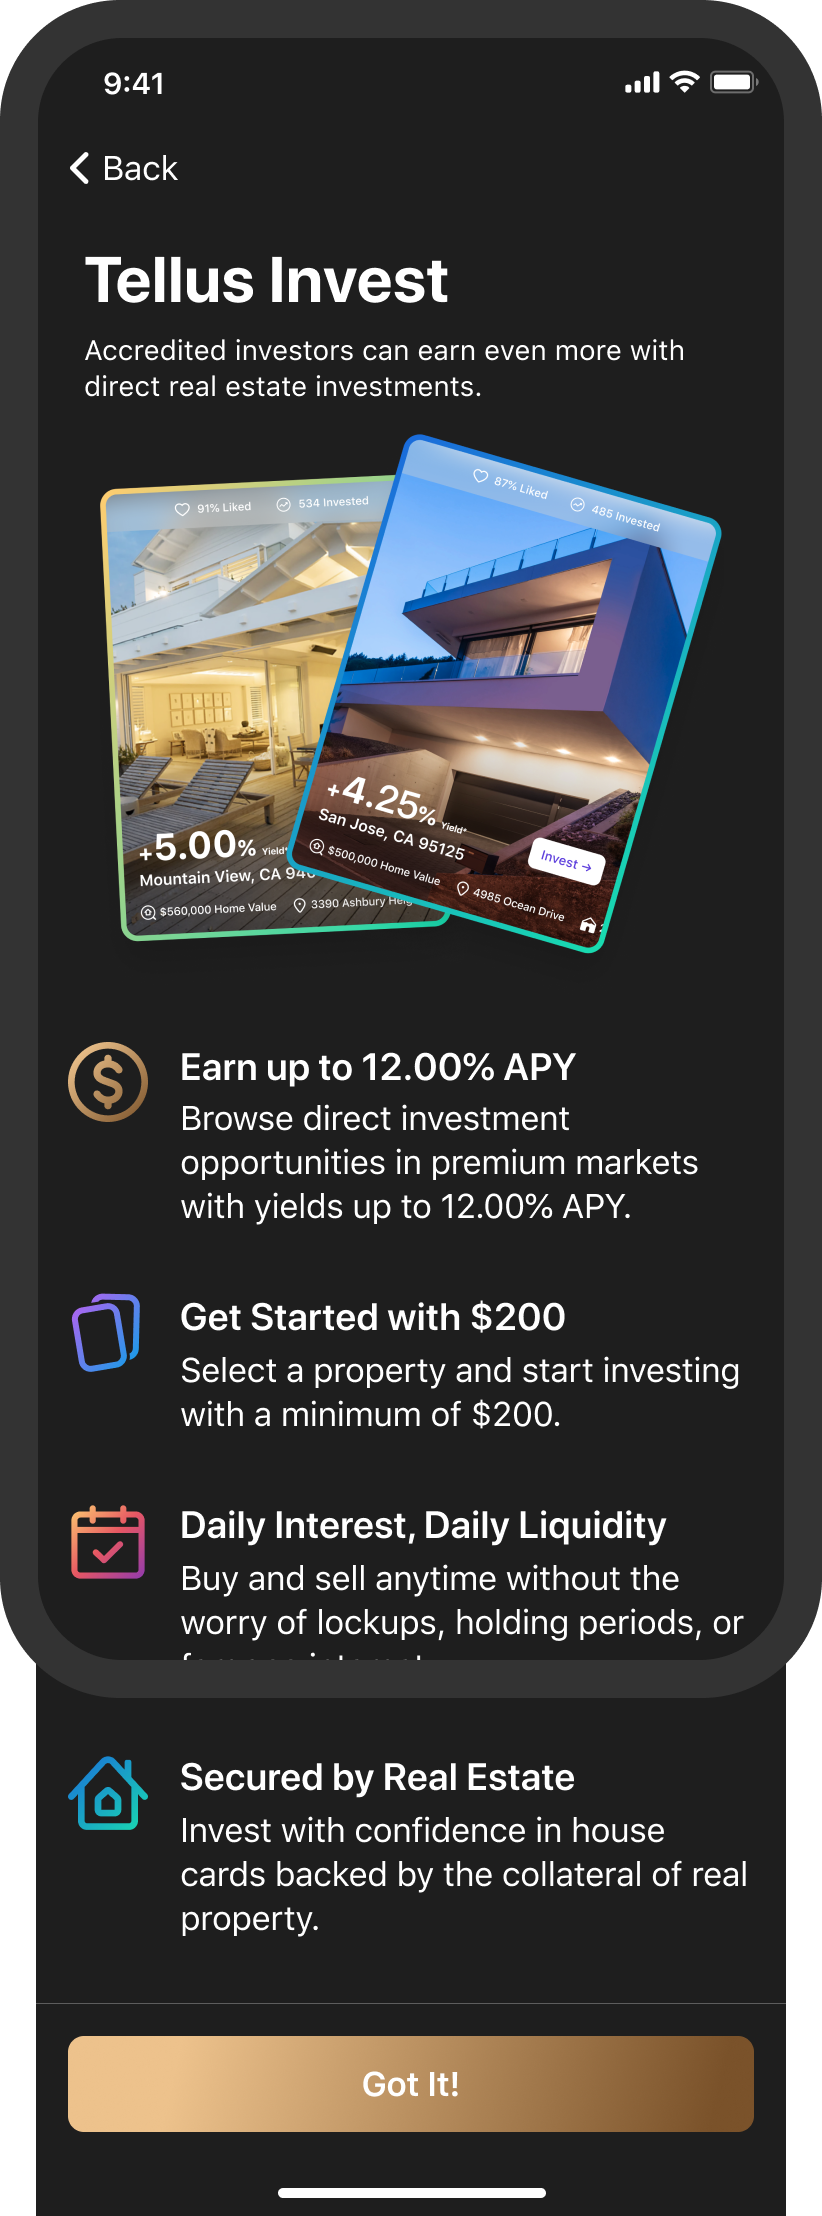 9:41
Back
Tellus Invest
Accredited investors can earn even more with
direct real estate investments.
91% Liked 534 Invested
+5.00% Yield*
Mountain View, CA
$560,000 Home Value 3390 Ashbury
87% Liked 485 Invested
+4.25% Yield*
San Jose, CA 95125
Invest →
$500,000 Home Value 4985 Ocean Drive
Earn up to 12.00% APY
Browse direct investment
opportunities in premium markets
with yields up to 12.00% APY.
Get Started with $200
Select a property and start investing
with a minimum of $200.
Daily Interest, Daily Liquidity
Buy and sell anytime without the
worry of lockups, holding periods, or
Secured by Real Estate
Invest with confidence in house
cards backed by the collateral of real
property.
Got It!